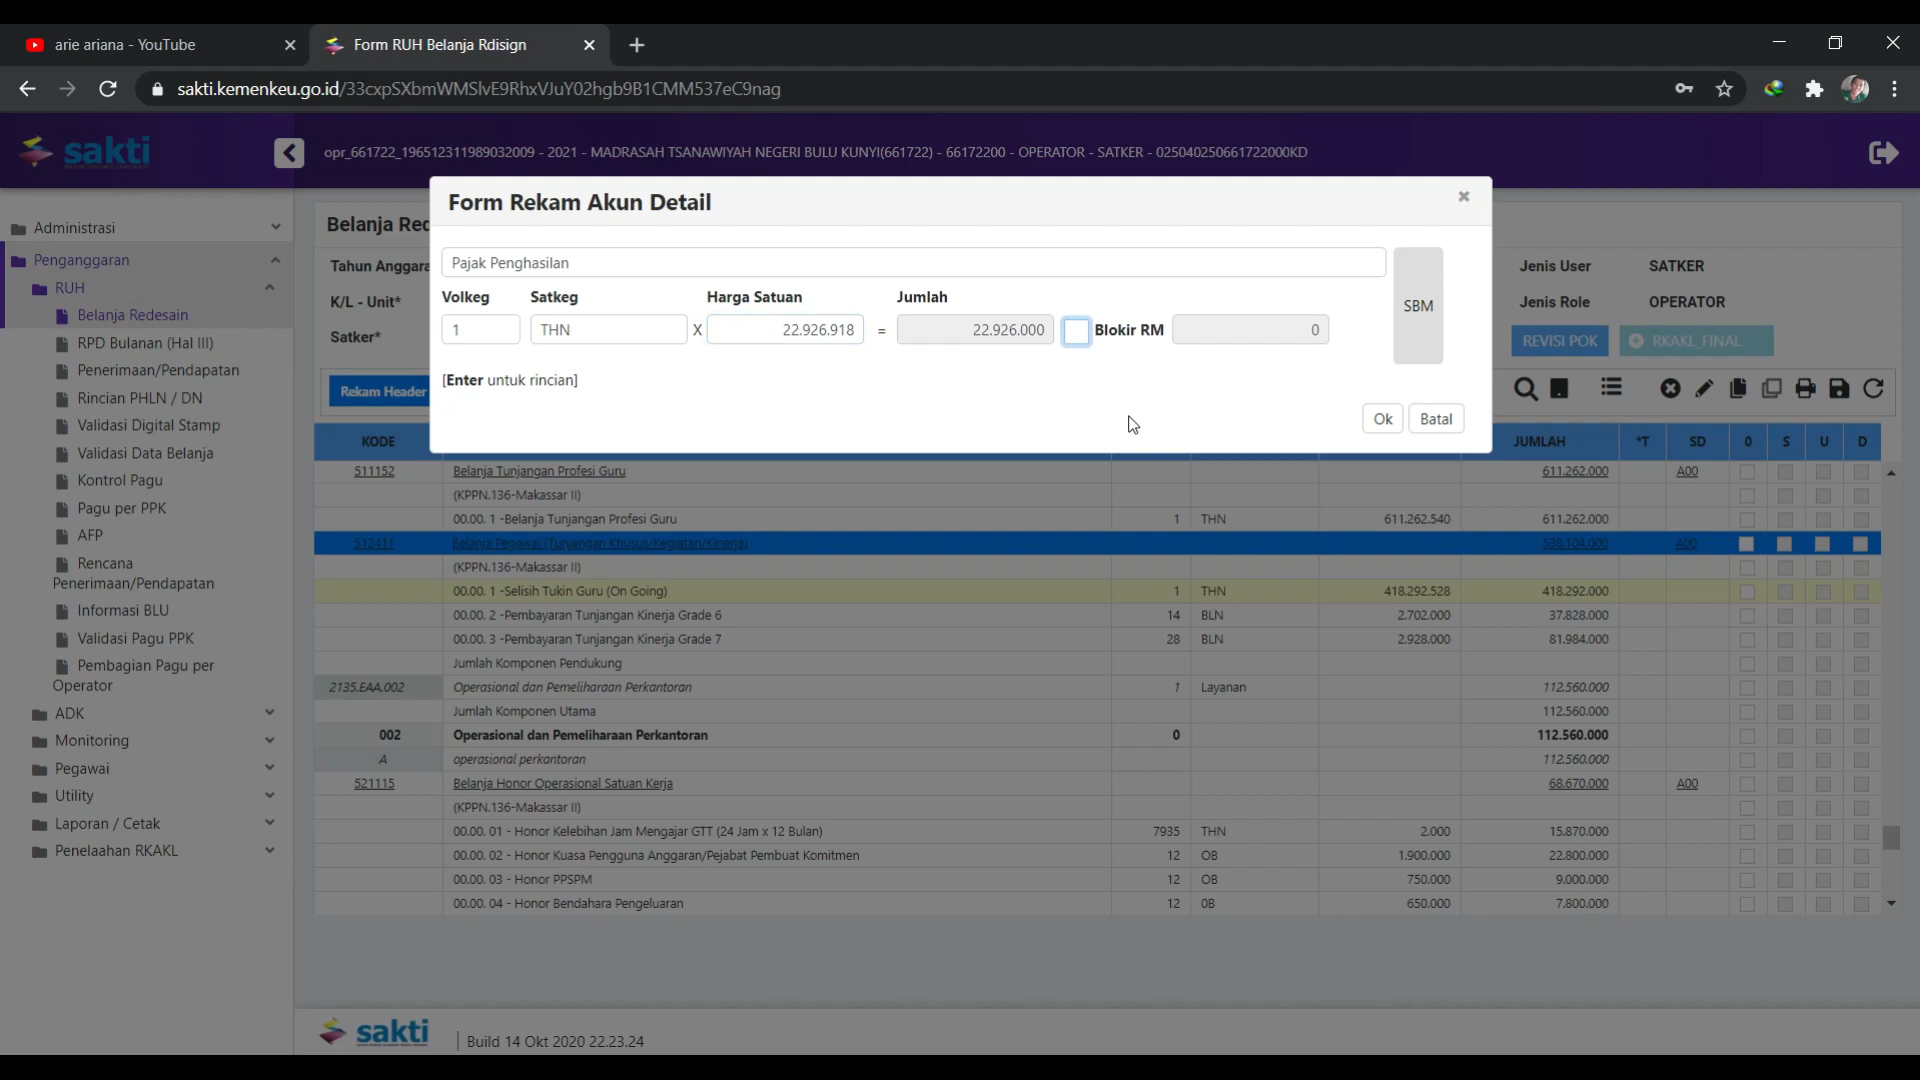 arie ariana - YouTube
Form RUH Belanja Rdisign
sakti.kemenkeu.go.id/33cxpSXbmWMSlvE9RhxVJuY02hgb9B1CMM537eC9nag
sakti
opr_661722_196512311989032009 - 2021 - MADRASAH TSANAWIYAH NEGERI BULU KUNYI(661722) - 66172200 - OPERATOR - SATKER - 025040250661722000KD
Administrasi
Penganggaran
RUH
Belanja Redesain
RPD Bulanan (Hal III)
Penerimaan/Pendapatan
Rincian PHLN / DN
Validasi Digital Stamp
Validasi Data Belanja
Kontrol Pagu
Pagu per PPK
AFP
Rencana
Penerimaan/Pendapatan
Informasi BLU
Validasi Pagu PPK
Pembagian Pagu per
Operator
ADK
Monitoring
Pegawai
Utility
Laporan / Cetak
Penelaahan RKAKL
Belanja Red
Tahun Anggara
K/L - Unit*
Satker*
Rekam Header
Jenis User SATKER
Jenis Role OPERATOR
REVISI POK RKAKL_FINAL
Form Rekam Akun Detail
Pajak Penghasilan
SBM
Volkeg Satkeg Harga Satuan Jumlah
1 THN X 22.926.918 = 22.926.000 Blokir RM 0
[Enter untuk rincian]
Ok Batal
KODE JUMLAH *T SD 0 S U D
511152 Belanja Tunjangan Profesi Guru 611.262.000 A00
(KPPN.136-Makassar II)
00.00. 1 -Belanja Tunjangan Profesi Guru 1 THN 611.262.540 611.262.000
512411 Belanja Pegawai (Tunjangan Khusus/Kegiatan/Kinerja) 538.104.000 A00
(KPPN.136-Makassar II)
00.00. 1 -Selisih Tukin Guru (On Going) 1 THN 418.292.528 418.292.000
00.00. 2 -Pembayaran Tunjangan Kinerja Grade 6 14 BLN 2.702.000 37.828.000
00.00. 3 -Pembayaran Tunjangan Kinerja Grade 7 28 BLN 2.928.000 81.984.000
Jumlah Komponen Pendukung
2135.EAA.002 Operasional dan Pemeliharaan Perkantoran 1 Layanan 112.560.000
Jumlah Komponen Utama 112.560.000
002 Operasional dan Pemeliharaan Perkantoran 0 112.560.000
A operasional perkantoran 112.560.000
521115 Belanja Honor Operasional Satuan Kerja 68.670.000 A00
(KPPN.136-Makassar II)
00.00. 01 - Honor Kelebihan Jam Mengajar GTT (24 Jam x 12 Bulan) 7935 THN 2.000 15.870.000
00.00. 02 - Honor Kuasa Pengguna Anggaran/Pejabat Pembuat Komitmen 12 OB 1.900.000 22.800.000
00.00. 03 - Honor PPSPM 12 OB 750.000 9.000.000
00.00. 04 - Honor Bendahara Pengeluaran 12 0B 650.000 7.800.000
sakti
Build 14 Okt 2020 22.23.24